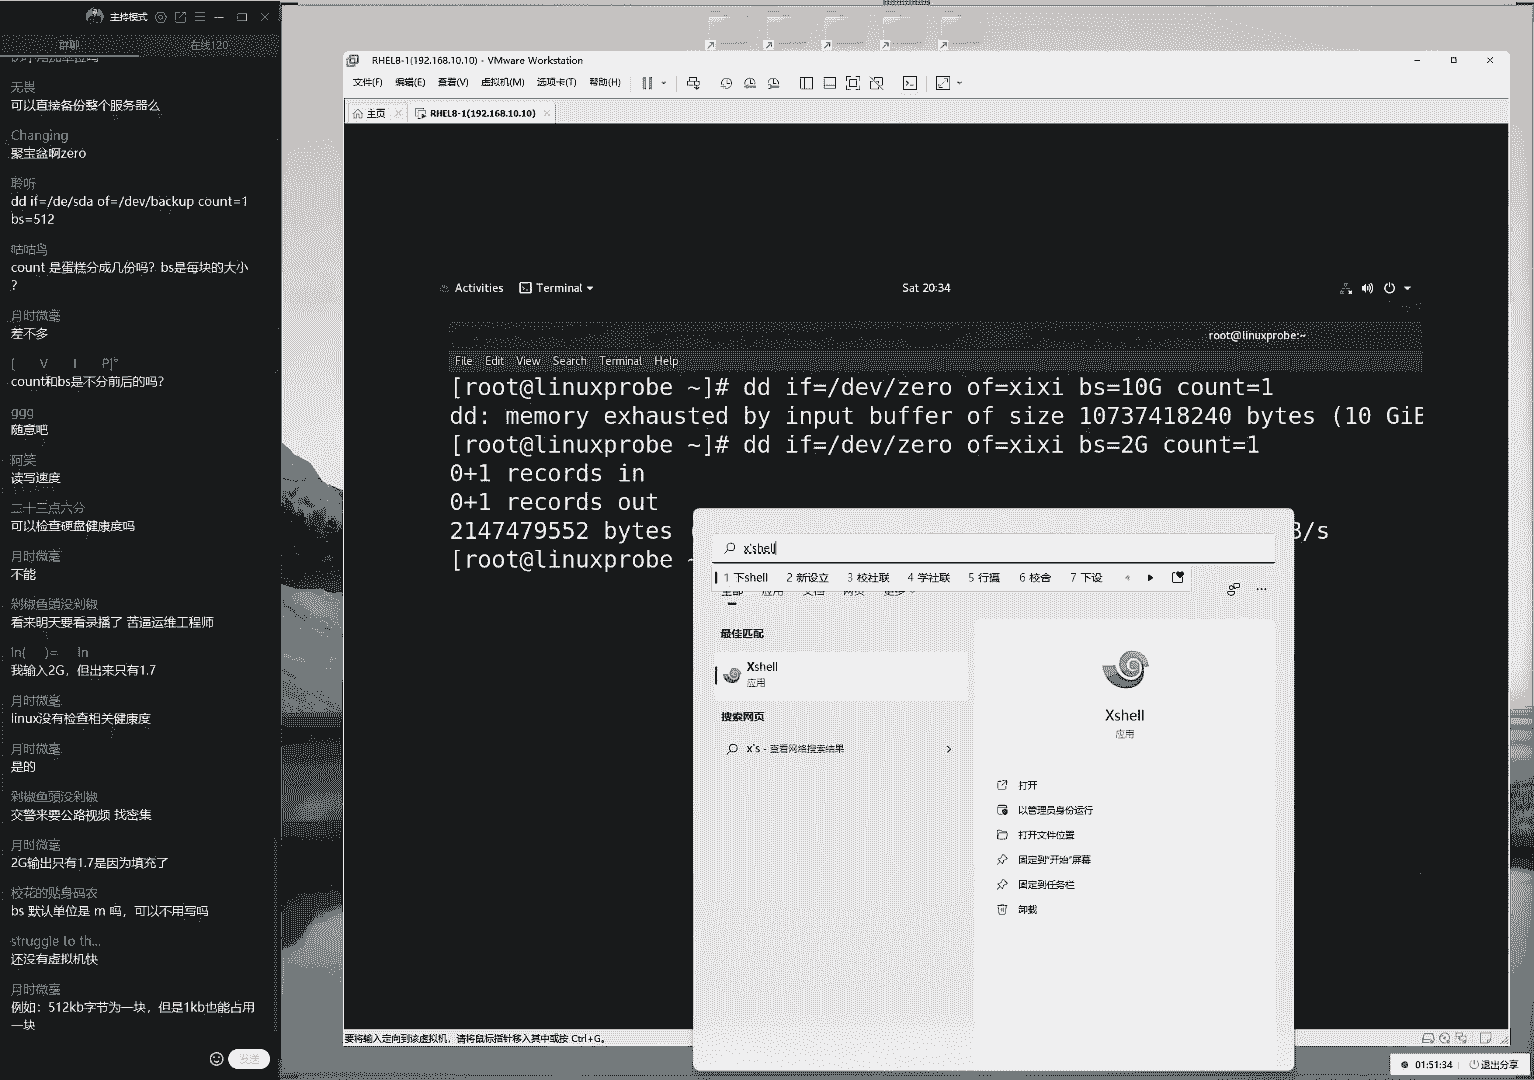 主持模式
群聊
在线120
无畏
可以直接备份整个服务器么
Changing
聚宝盆啊zero
聆听
dd if=/de/sda of=/dev/backup count=1
bs=512
咕咕鸟
count 是蛋糕分成几份吗？bs是每块的大小
?
月时微毫
差不多
[ V I P]°
count和bs是不分前后的吗?
ggg
随意吧
阿笑
读写速度
二十三点六分
可以检查硬盘健康度吗
月时微毫
不能
剁椒鱼頭没剁椒
看来明天要看录播了 苦逼运维工程师
ln( )= ln
我输入2G，但出来只有1.7
月时微毫
linux没有检查相关健康度
月时微毫
是的
剁椒鱼頭没剁椒
交警来要公路视频 找密集
月时微毫
2G输出只有1.7是因为填充了
校花的贴身码农
bs 默认单位是 m 吗，可以不用写吗
struggle to th...
还没有虚拟机快
月时微毫
例如：512kb字节为一块，但是1kb也能占用
一块
发送
RHEL8-1(192.168.10.10) - VMware Workstation
文件(F) 编辑(E) 查看(V) 虚拟机(M) 选项卡(T) 帮助(H)
主页 RHEL8-1(192.168.10.10)
Activities Terminal Sat 20:34
root@linuxprobe:~
File Edit View Search Terminal Help
[root@linuxprobe ~]# dd if=/dev/zero of=xixi bs=10G count=1
dd: memory exhausted by input buffer of size 10737418240 bytes (10 GiB
[root@linuxprobe ~]# dd if=/dev/zero of=xixi bs=2G count=1
0+1 records in
0+1 records out
2147479552 bytes
B/s
[root@linuxprobe ~
x'shell
1 下shell 2 新设立 3 校社联 4 学社联 5 行慑 6 校舍 7 下设
全部 应用 文档 网页 更多
最佳匹配
Xshell
应用
搜索网页
x's - 查看网络搜索结果
Xshell
应用
打开
以管理员身份运行
打开文件位置
固定到"开始"屏幕
固定到任务栏
卸载
要将输入定向到该虚拟机，请将鼠标指针移入其中或按 Ctrl+G。
01:51:34 退出分享